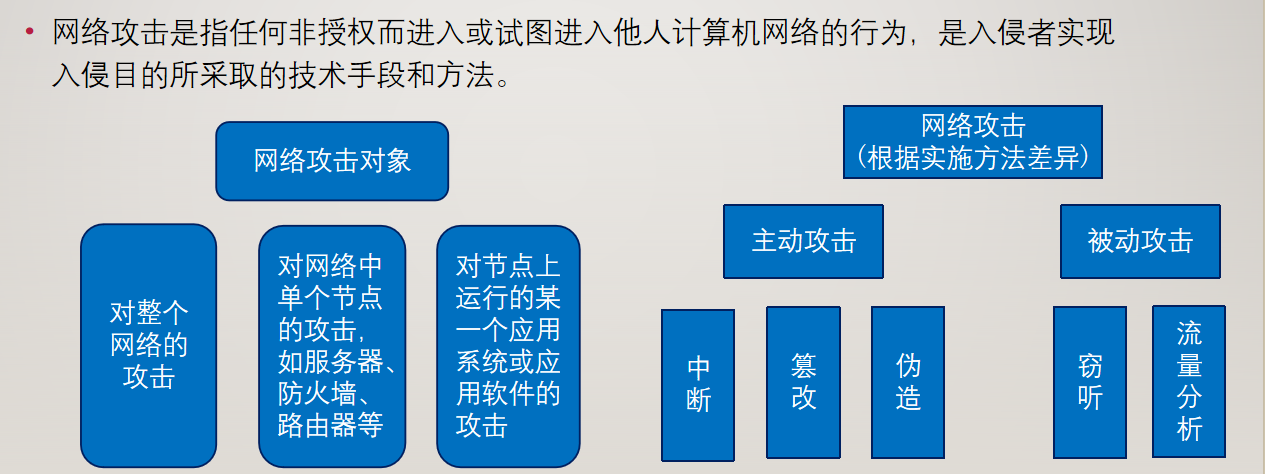 • 网络攻击是指任何非授权而进入或试图进入他人计算机网络的行为，是入侵者实现
入侵目的所采取的技术手段和方法。
网络攻击对象
对整个
网络的
攻击
对网络中
单个节点
的攻击，
如服务器、
防火墙、
路由器等
对节点上
运行的某
一个应用
系统或应
用软件的
攻击
网络攻击
（根据实施方法差异）
主动攻击
中
断
篡
改
伪
造
被动攻击
窃
听
流
量
分
析